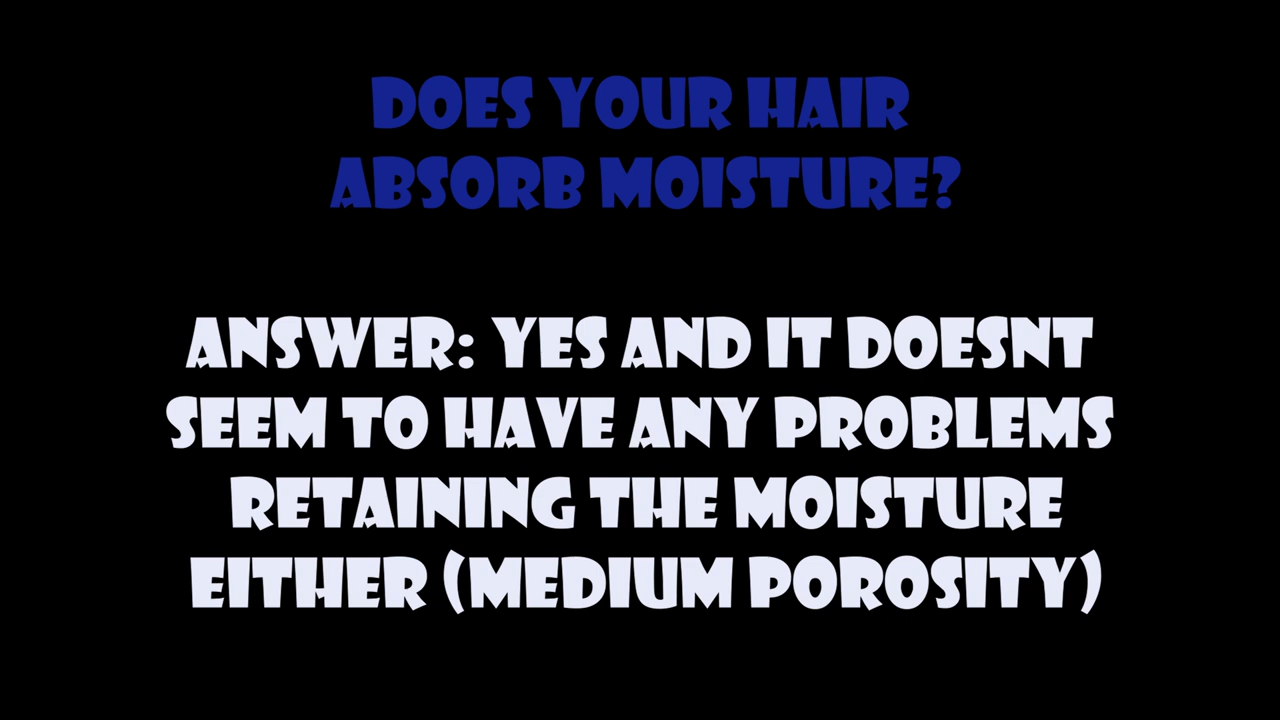 DOES YOUR HAIR
ABSORB MOISTURE?
ANSWER: YES AND IT DOESNT
SEEM TO HAVE ANY PROBLEMS
RETAINING THE MOISTURE
EITHER (MEDIUM POROSITY)